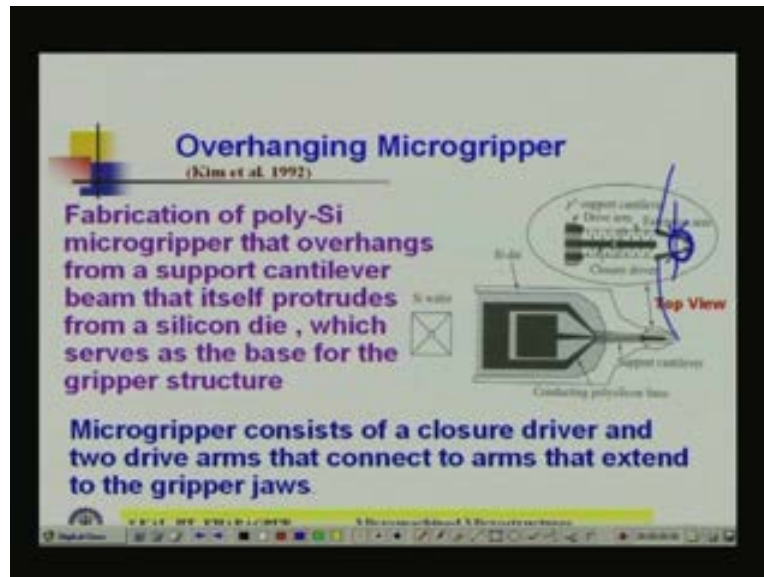 Overhanging Microgripper
(Kim et al. 1992)
Fabrication of poly-Si
microgripper that overhangs
from a support cantilever
beam that itself protrudes
from a silicon die , which
serves as the base for the
gripper structure
support cantilever
Drive arm
Closure driver
Si die
Si wafer
Top View
Support cantilever
Conducting polysilicon lines
Microgripper consists of a closure driver and
two drive arms that connect to arms that extend
to the gripper jaws